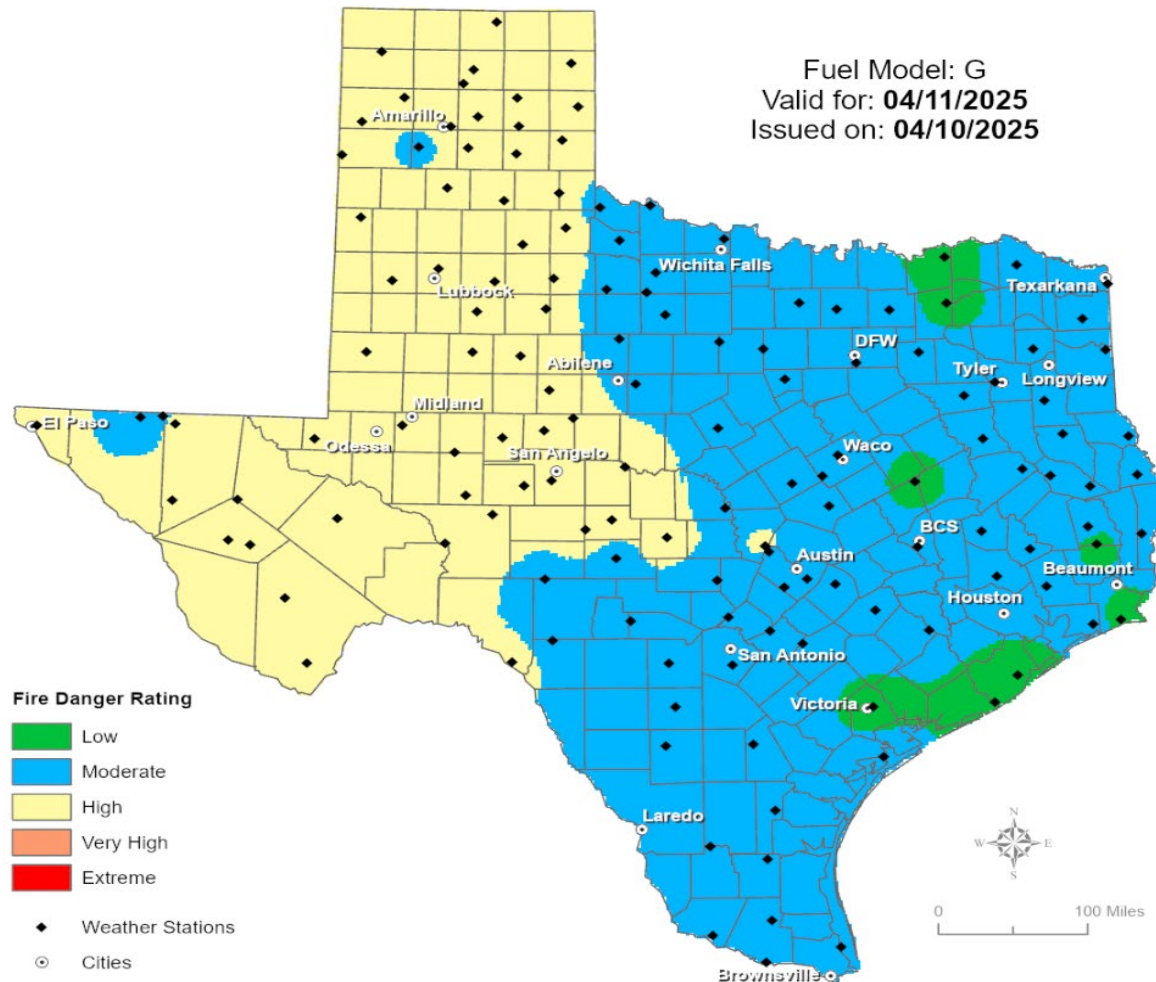 Fuel Model: G
Valid for: 04/11/2025
Issued on: 04/10/2025
Amarillo
Wichita Falls
Texarkana
Lubbock
DFW
Abilene
Tyler
Longview
Midland
El Paso
Odessa
San Angelo
Waco
BCS
Austin
Beaumont
Houston
San Antonio
Victoria
Laredo
Brownsville
Fire Danger Rating
Low
Moderate
High
Very High
Extreme
Weather Stations
Cities
N
W E
S
0 100 Miles